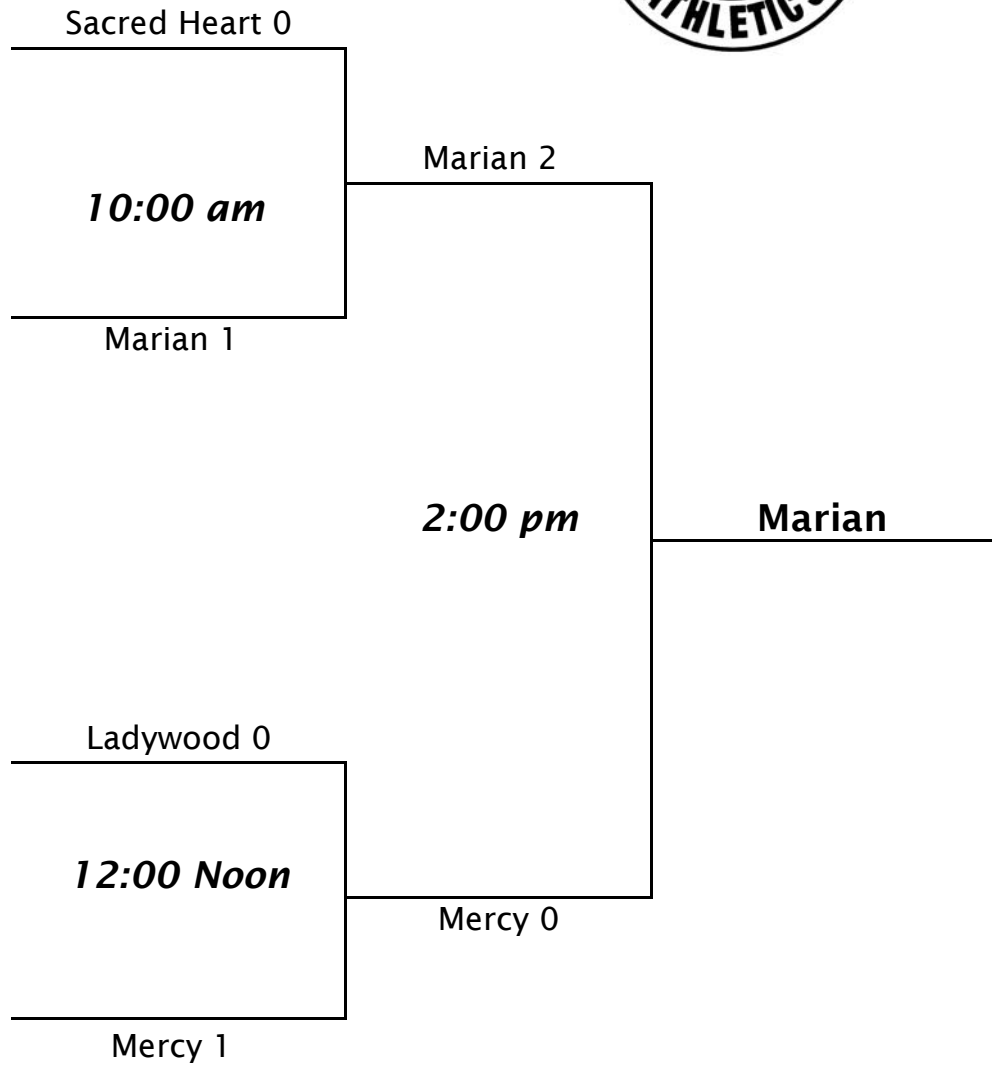 Sacred Heart 0
ATHLETIC
Marian 2
10:00 am
Marian 1
2:00 pm
Marian
Ladywood 0
12:00 Noon
Mercy 0
Mercy 1